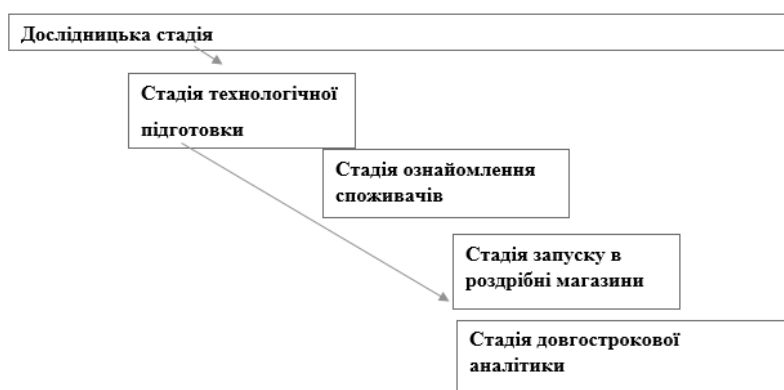 Дослідницька стадія
Стадія технологічної
підготовки
Стадія ознайомлення
споживачів
Стадія запуску в
роздрібні магазини
Стадія довгострокової
аналітики